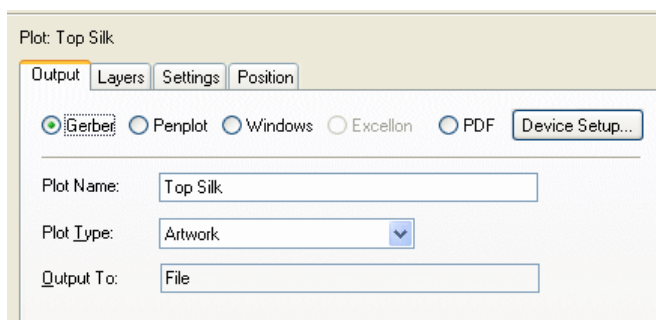 Plot: Top Silk
Output Layers Settings Position
Gerber Penplot Windows Excellon PDF Device Setup...
Plot Name: Top Silk
Plot Type: Artwork
Output To: File